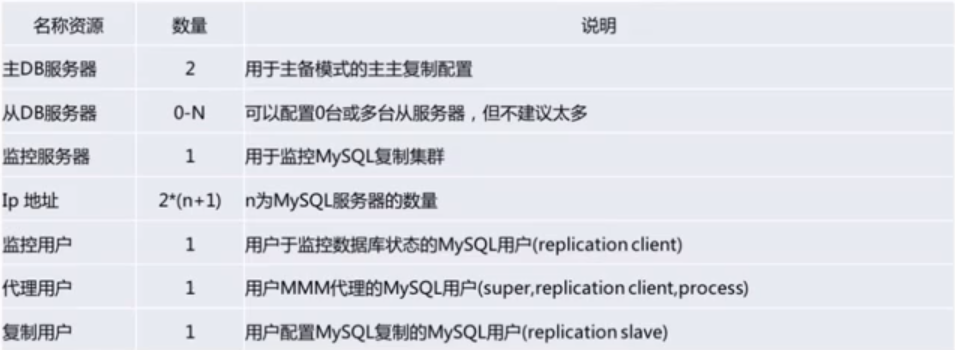 名称资源 数量 说明
主DB服务器 2 用于主备模式的主主复制配置
从DB服务器 0-N 可以配置0台或多台从服务器，但不建议太多
监控服务器 1 用于监控MySQL复制集群
Ip 地址 2*(n+1) n为MySQL服务器的数量
监控用户 1 用户于监控数据库状态的MySQL用户(replication client)
代理用户 1 用户MMM代理的MySQL用户(super,replication client,process)
复制用户 1 用户配置MySQL复制的MySQL用户(replication slave)